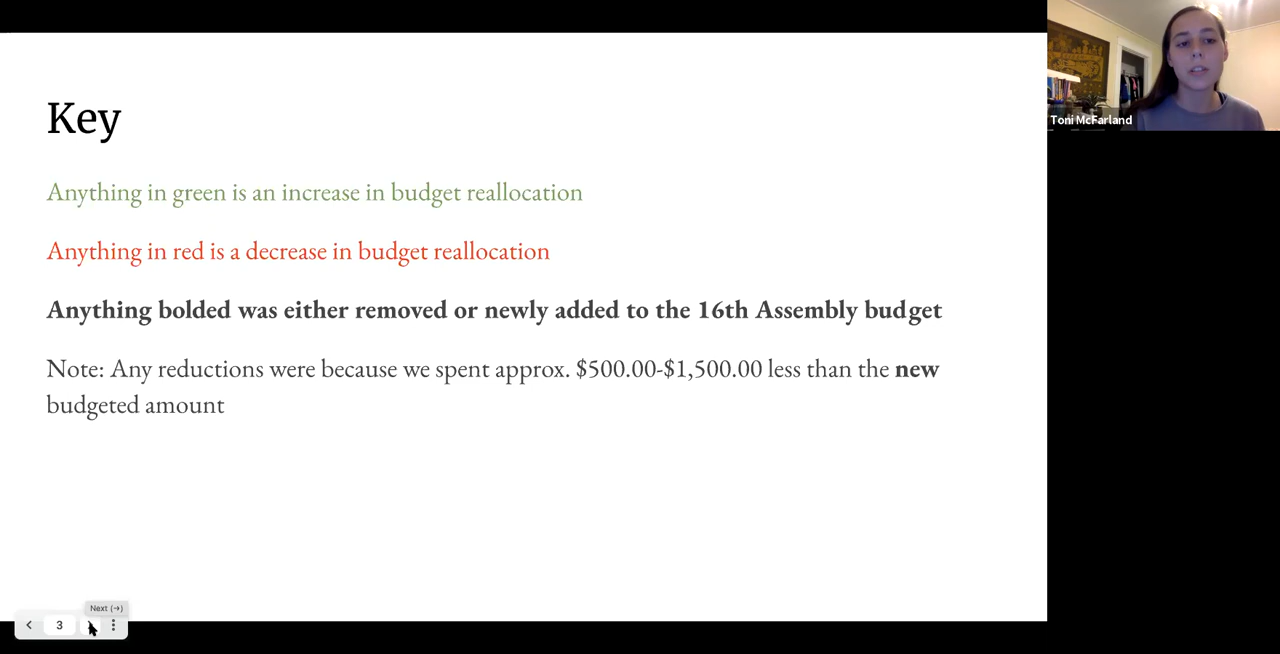 Key
Anything in green is an increase in budget reallocation
Anything in red is a decrease in budget reallocation
Anything bolded was either removed or newly added to the 16th Assembly budget
Note: Any reductions were because we spent approx. $500.00-$1,500.00 less than the new
budgeted amount
Toni McFarland
Next (→)
3